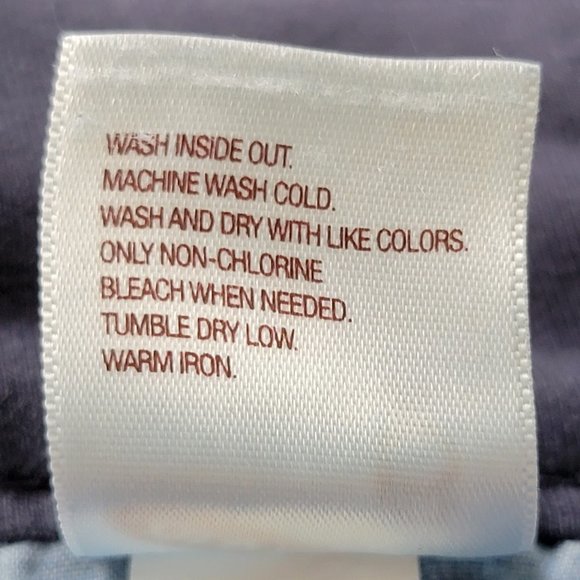 WASH INSIDE OUT.
MACHINE WASH COLD.
WASH AND DRY WITH LIKE COLORS.
ONLY NON-CHLORINE
BLEACH WHEN NEEDED.
TUMBLE DRY LOW.
WARM IRON.